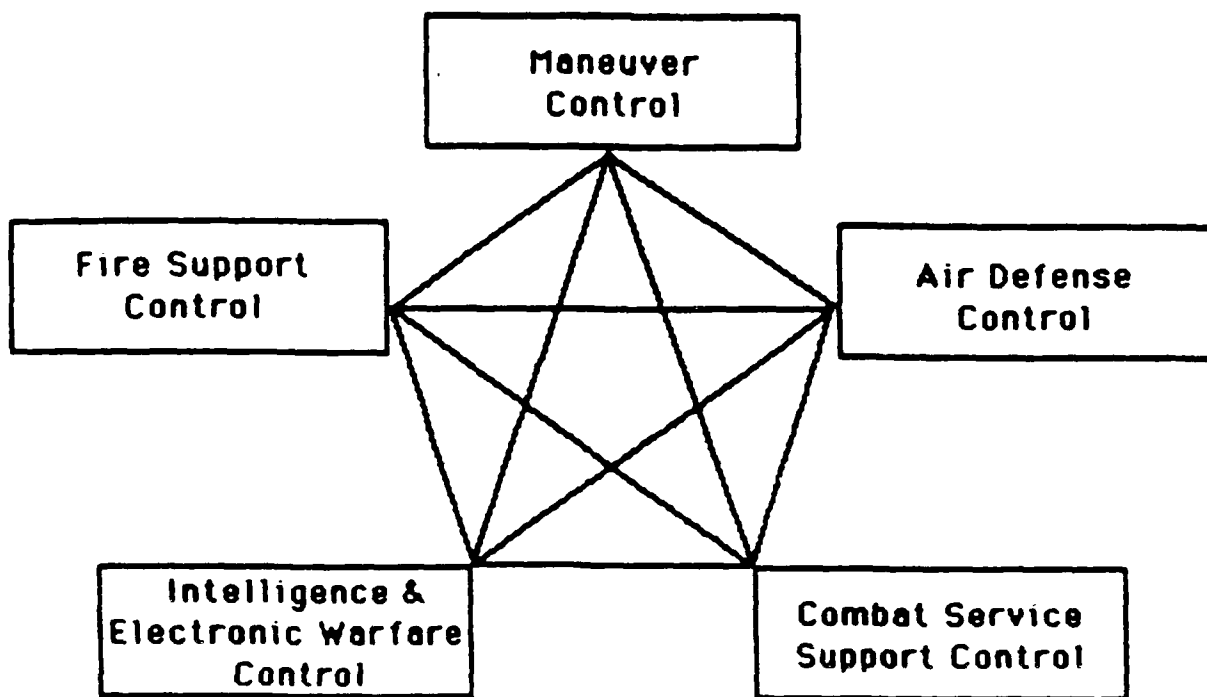 Maneuver
Control
Fire Support
Control
Air Defense
Control
Intelligence &
Electronic Warfare
Control
Combat Service
Support Control